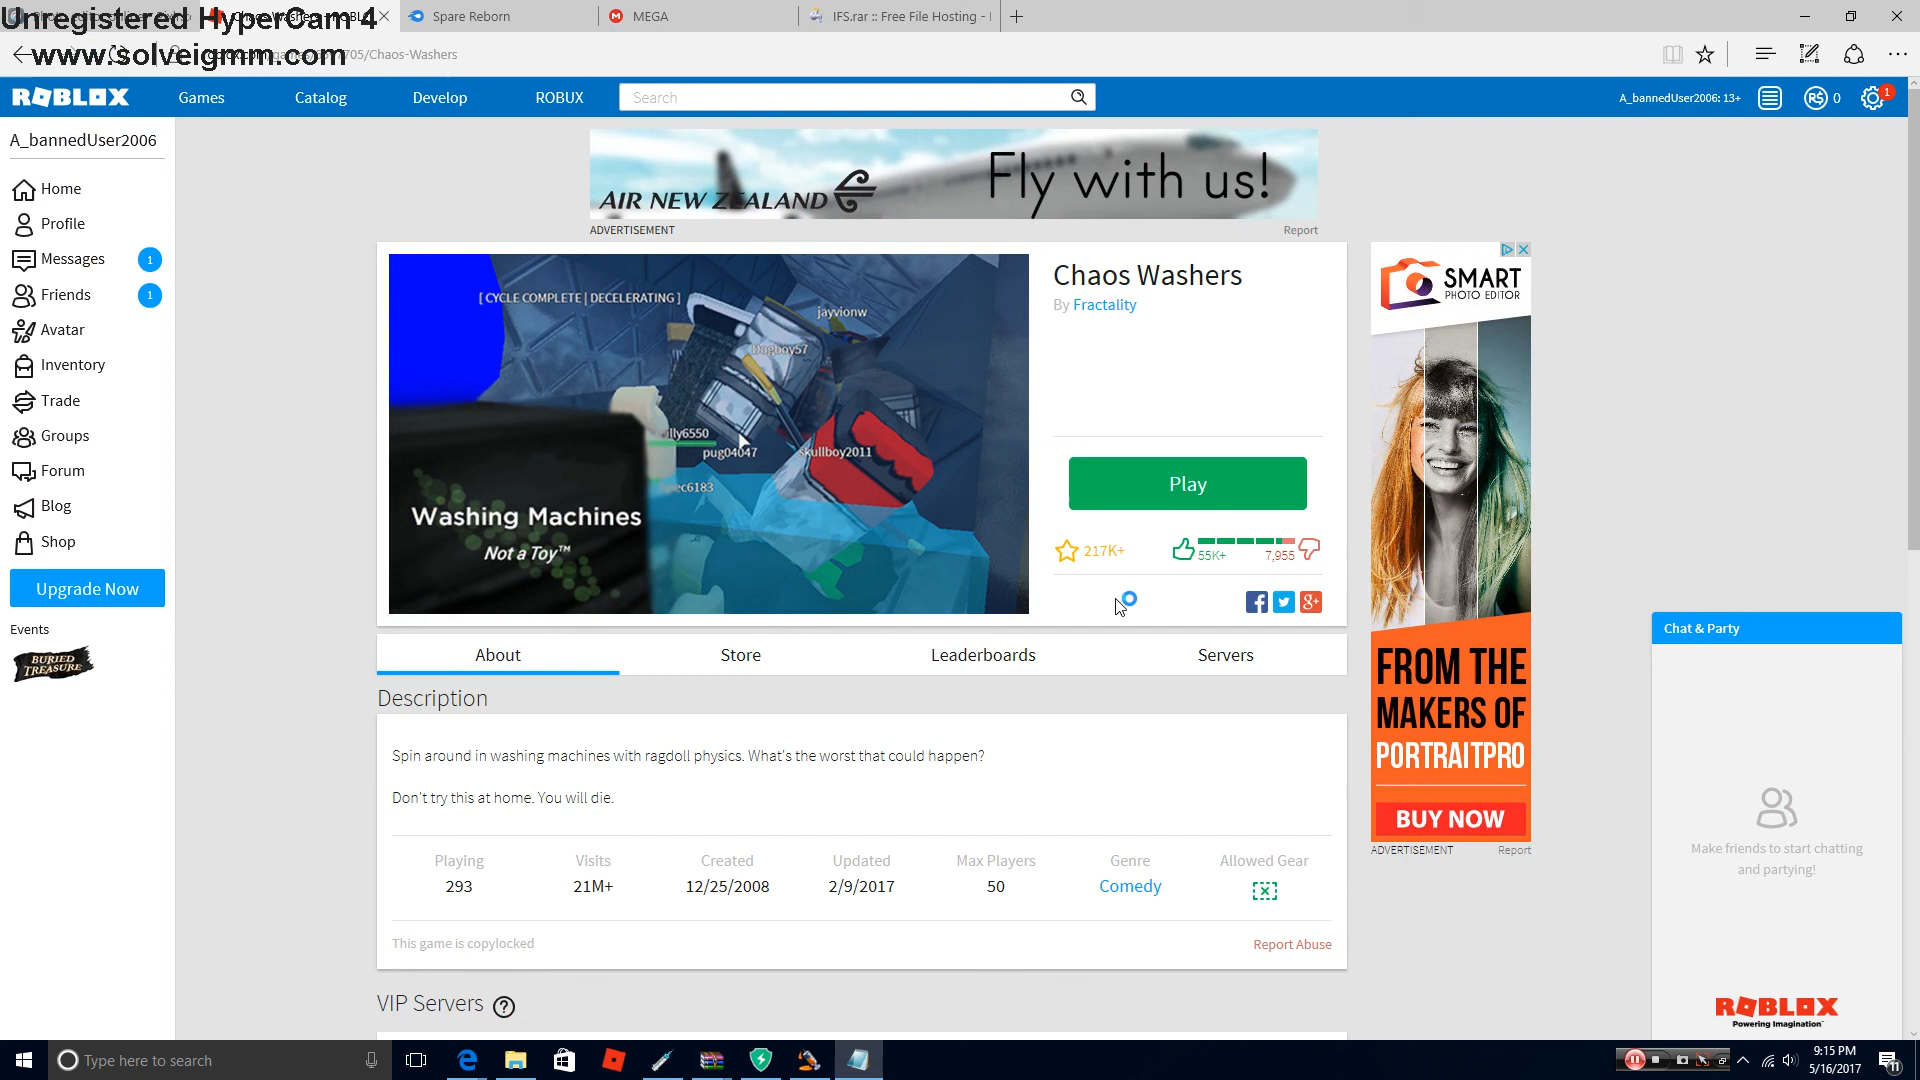 Unregistered HyperCam 4
www.solveigmm.com
Spare Reborn
MEGA
IFS.rar :: Free File Hosting -
705/Chaos-Washers
ROBLOX
Games
Catalog
Develop
ROBUX
Search
A_bannedUser2006: 13+
R$ 0
1
A_bannedUser2006
Home
Profile
Messages 1
Friends 1
Avatar
Inventory
Trade
Groups
Forum
Blog
Shop
Upgrade Now
Events
BURIED
TREASURE
AIR NEW ZEALAND
Fly with us!
ADVERTISEMENT
Report
[ CYCLE COMPLETE | DECELERATING ]
jayvionw
Dogboy57
illy6550
pug04047
skullboy2011
ec6183
Washing Machines
Not a Toy™
Chaos Washers
By Fractality
Play
217K+
55K+
7,955
About
Store
Leaderboards
Servers
Description
Spin around in washing machines with ragdoll physics. What's the worst that could happen?
Don't try this at home. You will die.
Playing
Visits
Created
Updated
Max Players
Genre
Allowed Gear
293
21M+
12/25/2008
2/9/2017
50
Comedy
This game is copylocked
Report Abuse
VIP Servers ?
SMART
PHOTO EDITOR
FROM THE
MAKERS OF
PORTRAITPRO
BUY NOW
ADVERTISEMENT
Report
Chat & Party
Make friends to start chatting
and partying!
ROBLOX
Powering Imagination™
Type here to search
9:15 PM
5/16/2017
11